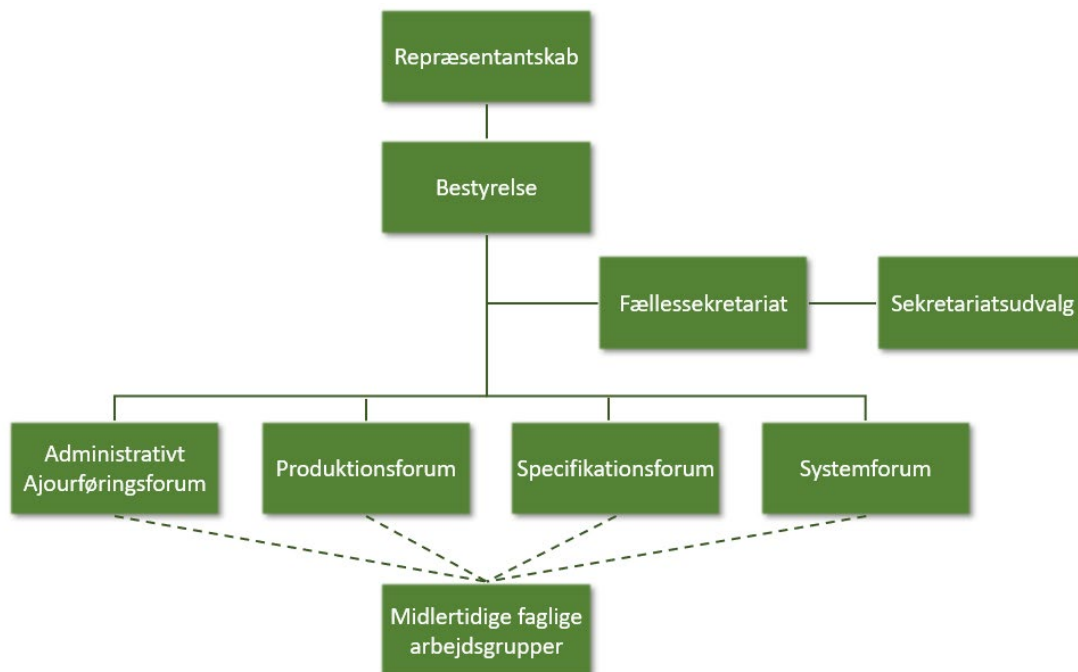 Repræsentantskab
Bestyrelse
Fællessekretariat
Sekretariatsudvalg
Administrativt
Ajourføringsforum
Produktionsforum
Specifikationsforum
Systemforum
Midlertidige faglige
arbejdsgrupper